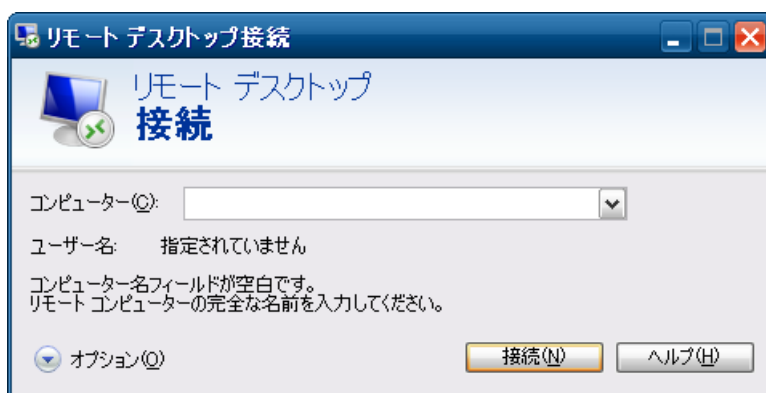 リモート デスクトップ接続
リモート デスクトップ
接続
コンピューター(C):
ユーザー名: 指定されていません
コンピューター名フィールドが空白です。
リモート コンピューターの完全な名前を入力してください。
オプション(O) 接続(N) ヘルプ(H)